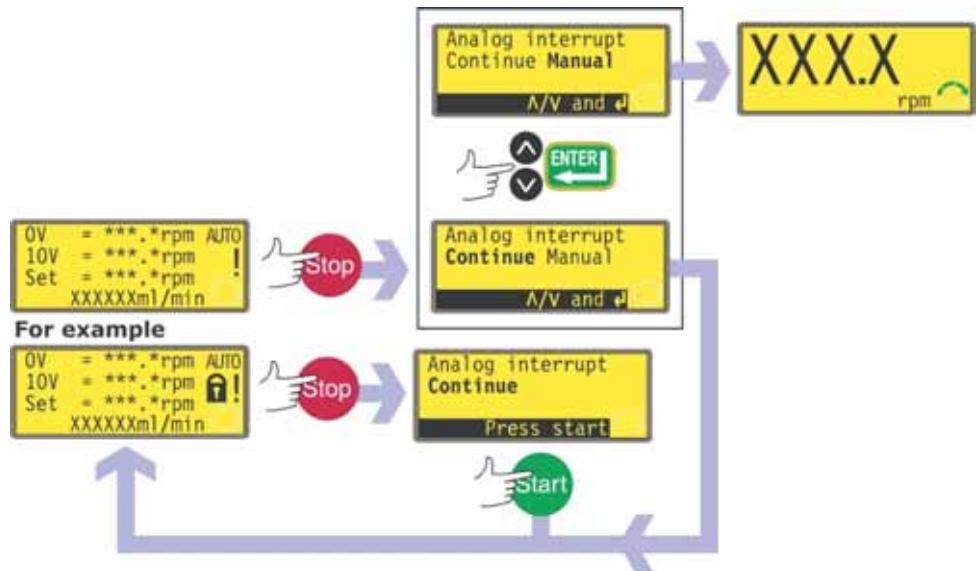 Analog interrupt
Continue Manual
∧/∨ and ↲
XXX.X
rpm
ENTER
0V = ***.*rpm AUTO
10V = ***.*rpm !
Set = ***.*rpm
XXXXXXml/min
Stop
Analog interrupt
Continue Manual
∧/∨ and ↲
For example
0V = ***.*rpm AUTO
10V = ***.*rpm !
Set = ***.*rpm
XXXXXXml/min
Stop
Analog interrupt
Continue
Press start
Start